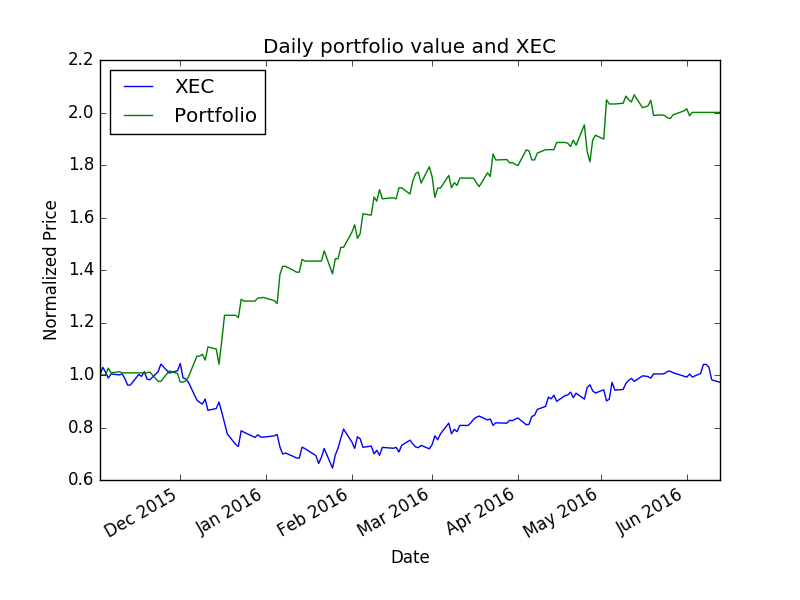 Daily portfolio value and XEC
2.2
2.0
1.8
1.6
1.4
1.2
1.0
0.8
0.6
XEC
Portfolio
Normalized Price
Dec 2015
Jan 2016
Feb 2016
Mar 2016
Apr 2016
May 2016
Jun 2016
Date